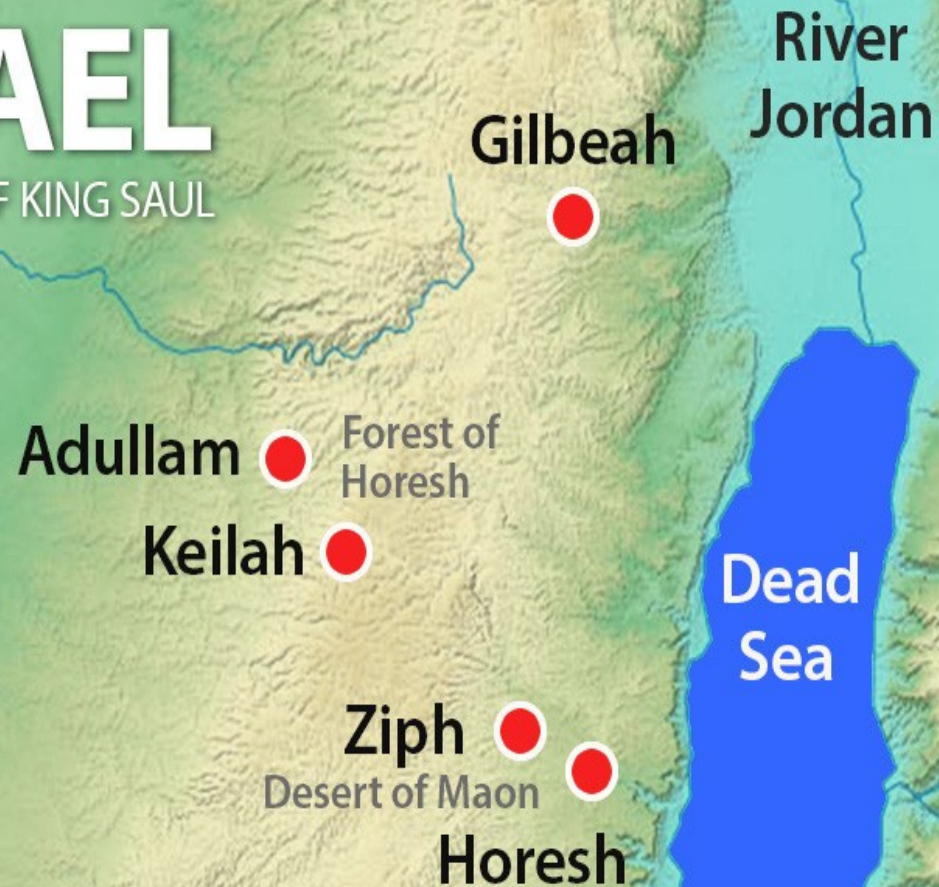 AEL
F KING SAUL
River
Jordan
Gilbeah
Adullam
Forest of
Horesh
Keilah
Dead
Sea
Ziph
Desert of Maon
Horesh